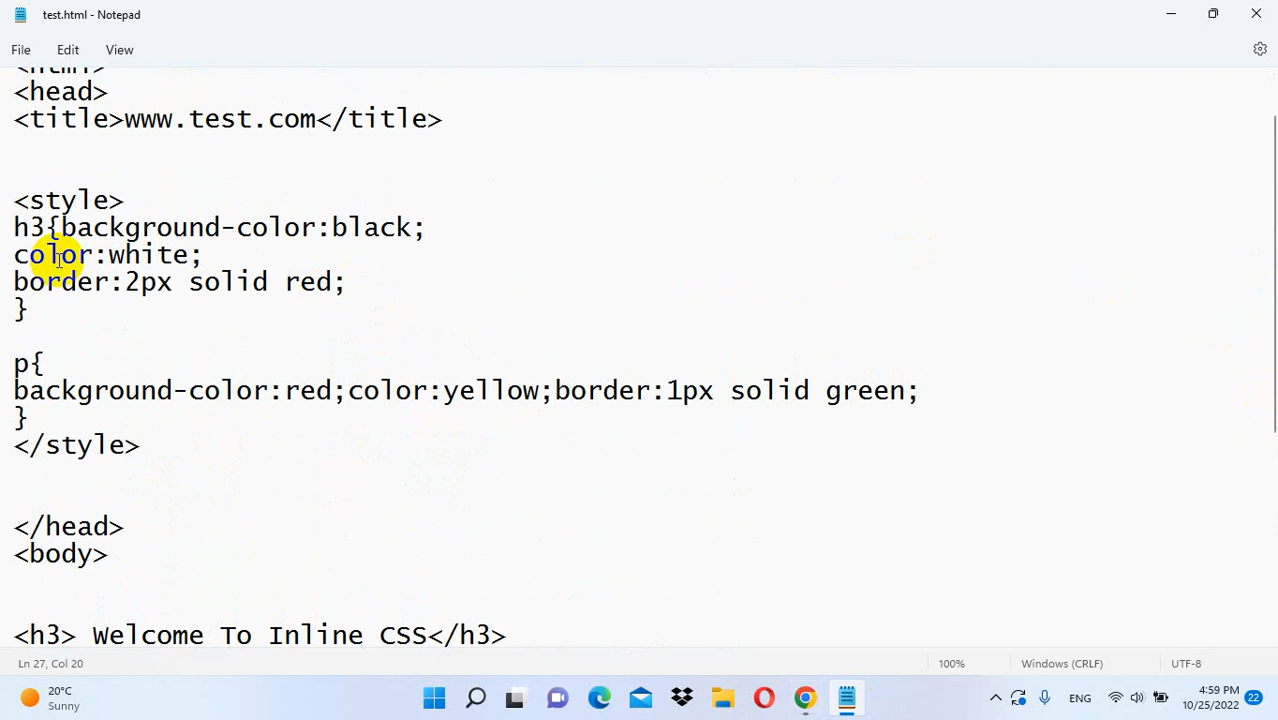 test.html - Notepad
File Edit View
<html>
<head>
<title>www.test.com</title>
<style>
h3{background-color:black;
color:white;
border:2px solid red;
}
p{
background-color:red;color:yellow;border:1px solid green;
}
</style>
</head>
<body>
<h3> Welcome To Inline CSS</h3>
Ln 27, Col 20
100%
Windows (CRLF)
UTF-8
20°C
Sunny
ENG
4:59 PM
10/25/2022
22